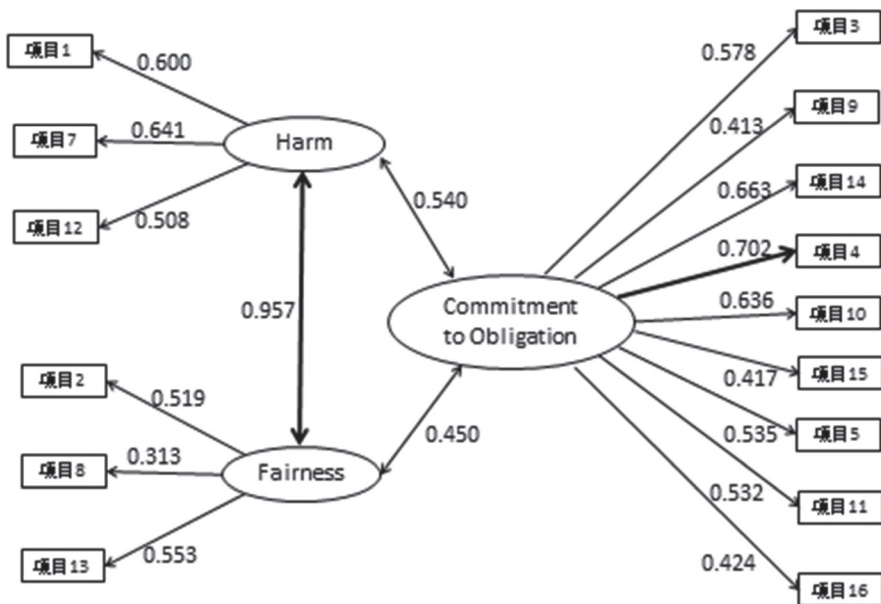 項目1
0.600
項目7
0.641
Harm
項目12
0.508
0.540
0.957
項目2
0.519
項目8
0.313
Fairness
項目13
0.553
0.450
Commitment
to Obligation
項目3
0.578
項目9
0.413
項目14
0.663
項目4
0.702
項目10
0.636
項目15
0.417
項目5
0.535
項目11
0.532
項目16
0.424